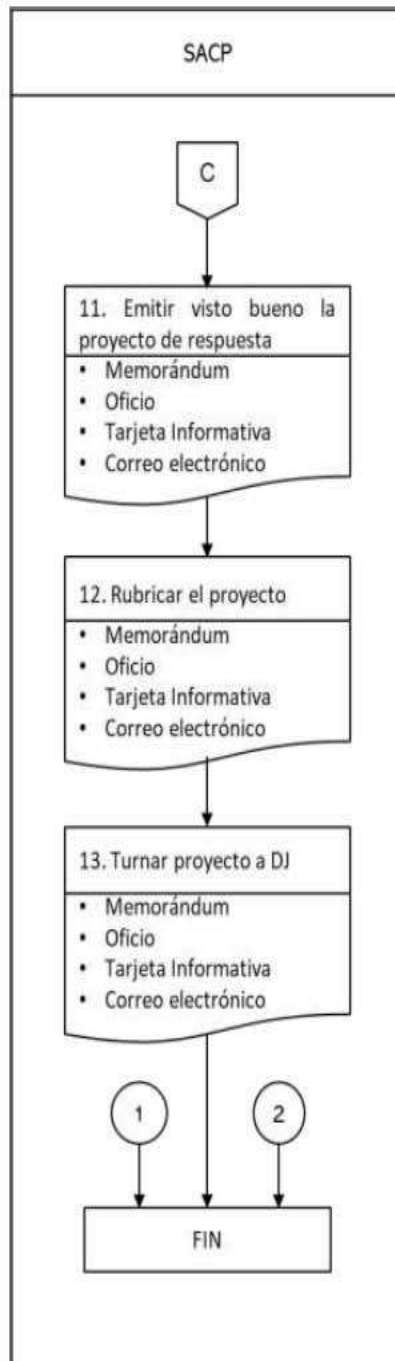 SACP
C
11. Emitir visto bueno la
proyecto de respuesta
• Memorándum
• Oficio
• Tarjeta Informativa
• Correo electrónico
12. Rubricar el proyecto
• Memorándum
• Oficio
• Tarjeta Informativa
• Correo electrónico
13. Turnar proyecto a DJ
• Memorándum
• Oficio
• Tarjeta Informativa
• Correo electrónico
1
2
FIN